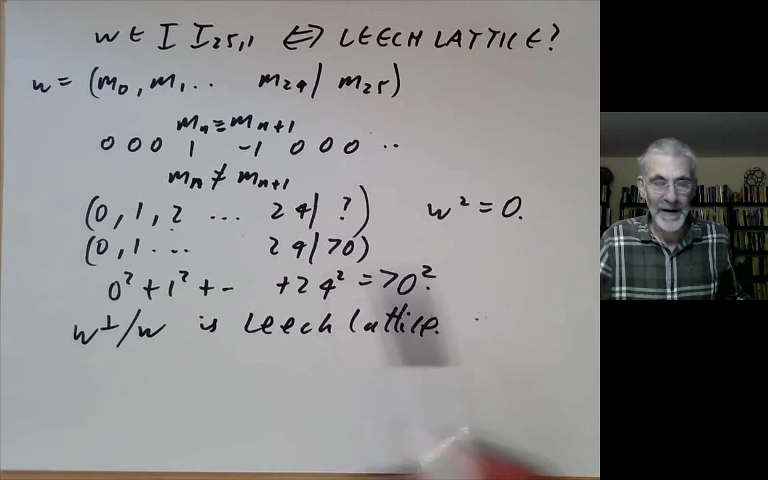 w ∈ II₂₅,₁ ⇔ LEECH LATTICE?
w = (m₀, m₁.. m₂₄ | m₂₅)
mₙ = mₙ₊₁
0 0 0 1 -1 0 0 0 ..
mₙ ≠ mₙ₊₁
(0, 1, 2 ... 24 | ?) w² = 0.
(0, 1 ... 24 | 70)
0² + 1² + - + 24² = 70².
w⊥/w is Leech lattice.